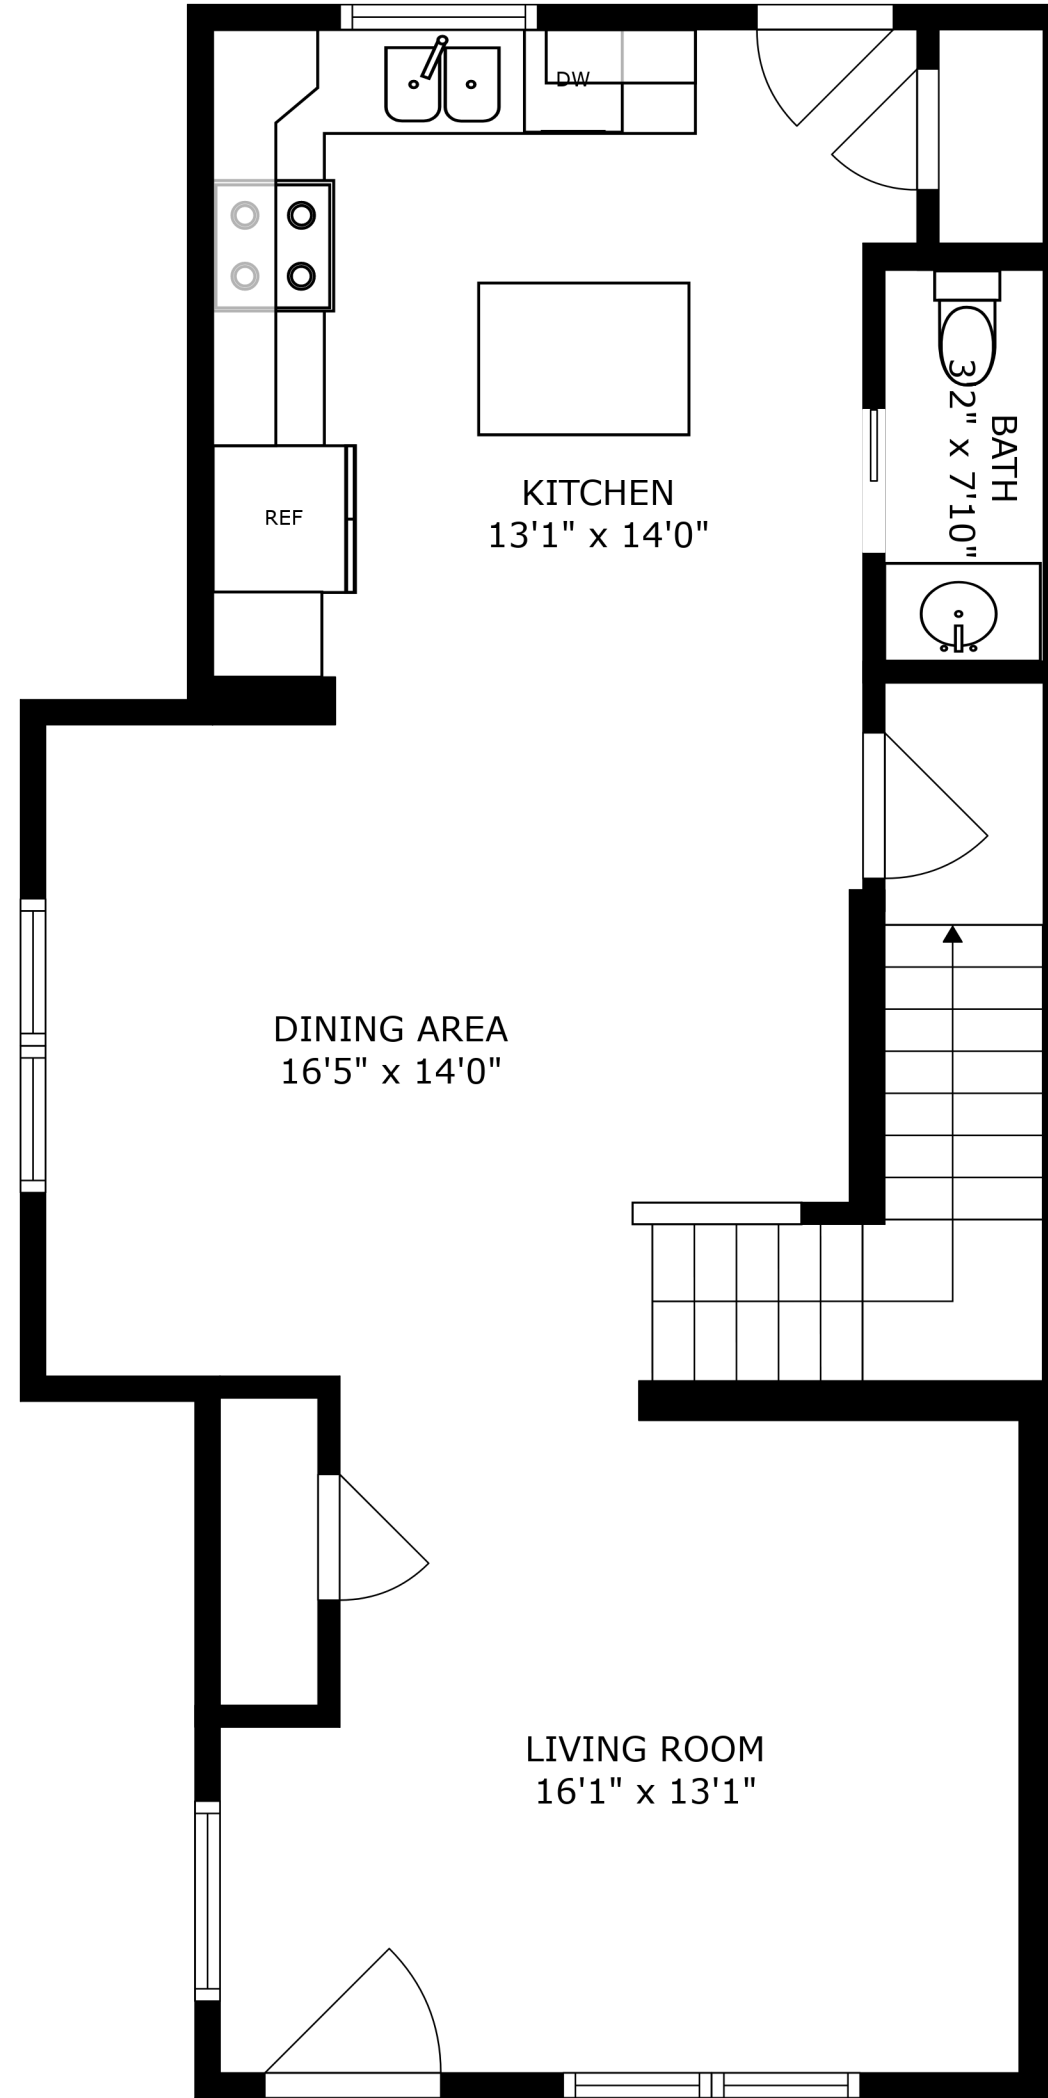 DW
REF
KITCHEN
13'1" x 14'0"
BATH
3'2" x 7'10"
DINING AREA
16'5" x 14'0"
LIVING ROOM
16'1" x 13'1"